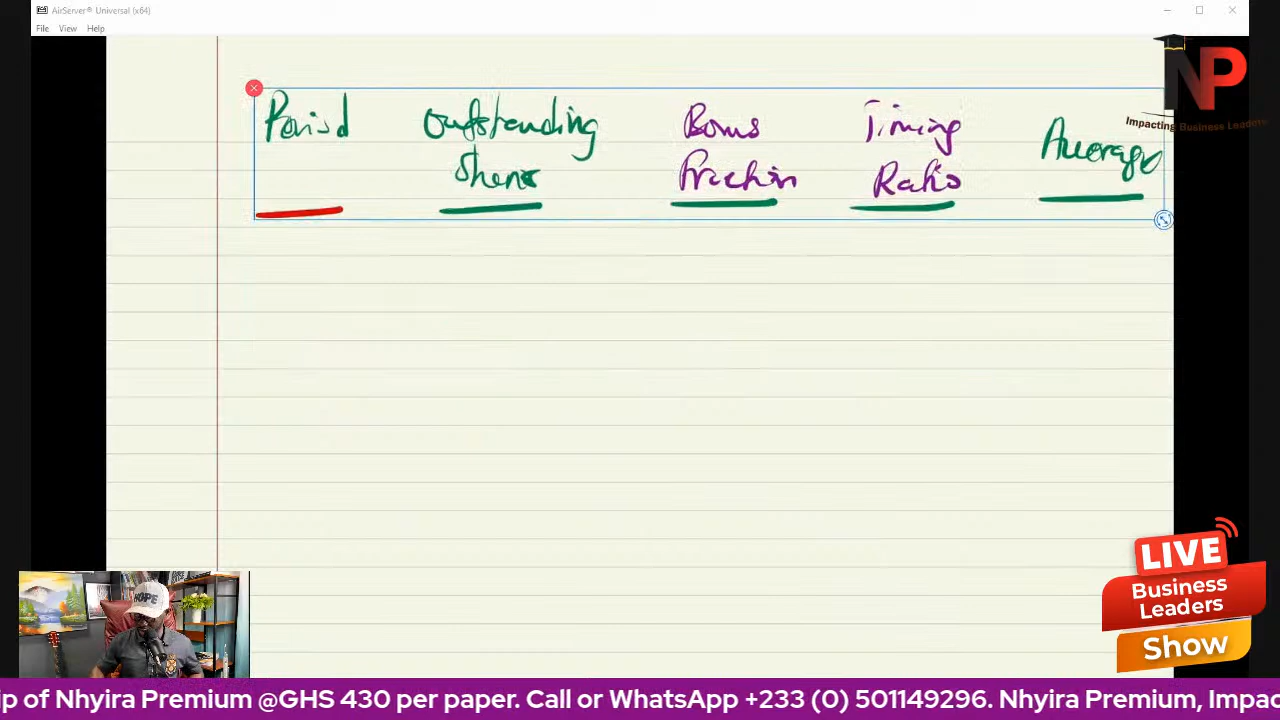 AirServer® Universal (x64)
File View Help
NP
Impacting Business Leaders
Period Outstanding Shares Bonus Fraction Timing Ratio Average
HOPE
LIVE
Business
Leaders
Show
ip of Nhyira Premium @GHS 430 per paper. Call or WhatsApp +233 (0) 501149296. Nhyira Premium, Impac